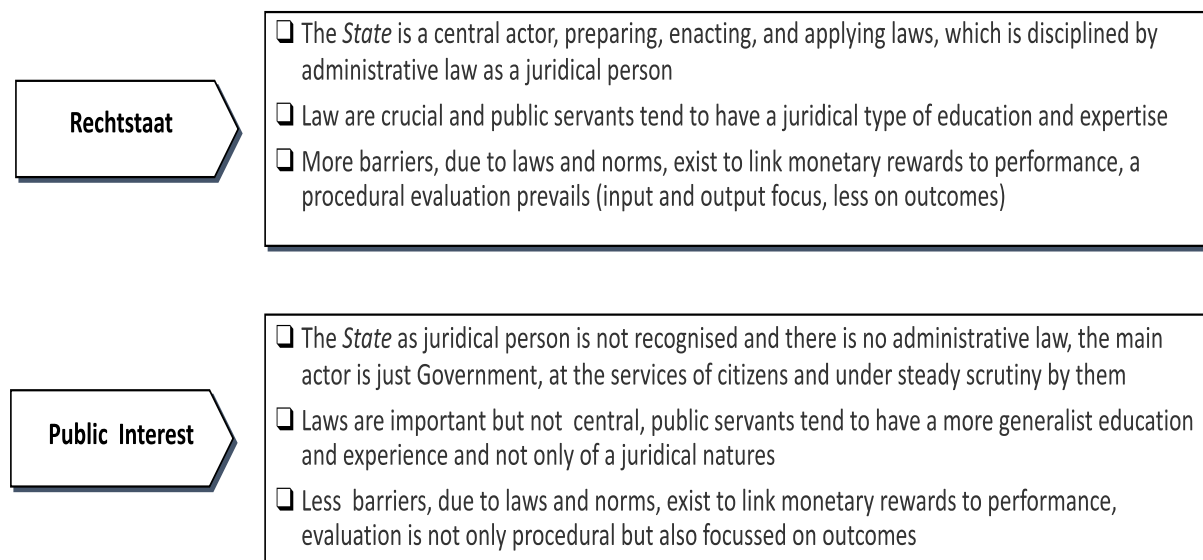 Rechtstaat
❑ The State is a central actor, preparing, enacting, and applying laws, which is disciplined by
administrative law as a juridical person
❑ Law are crucial and public servants tend to have a juridical type of education and expertise
❑ More barriers, due to laws and norms, exist to link monetary rewards to performance, a
procedural evaluation prevails (input and output focus, less on outcomes)
Public Interest
❑ The State as juridical person is not recognised and there is no administrative law, the main
actor is just Government, at the services of citizens and under steady scrutiny by them
❑ Laws are important but not central, public servants tend to have a more generalist education
and experience and not only of a juridical natures
❑ Less barriers, due to laws and norms, exist to link monetary rewards to performance,
evaluation is not only procedural but also focussed on outcomes